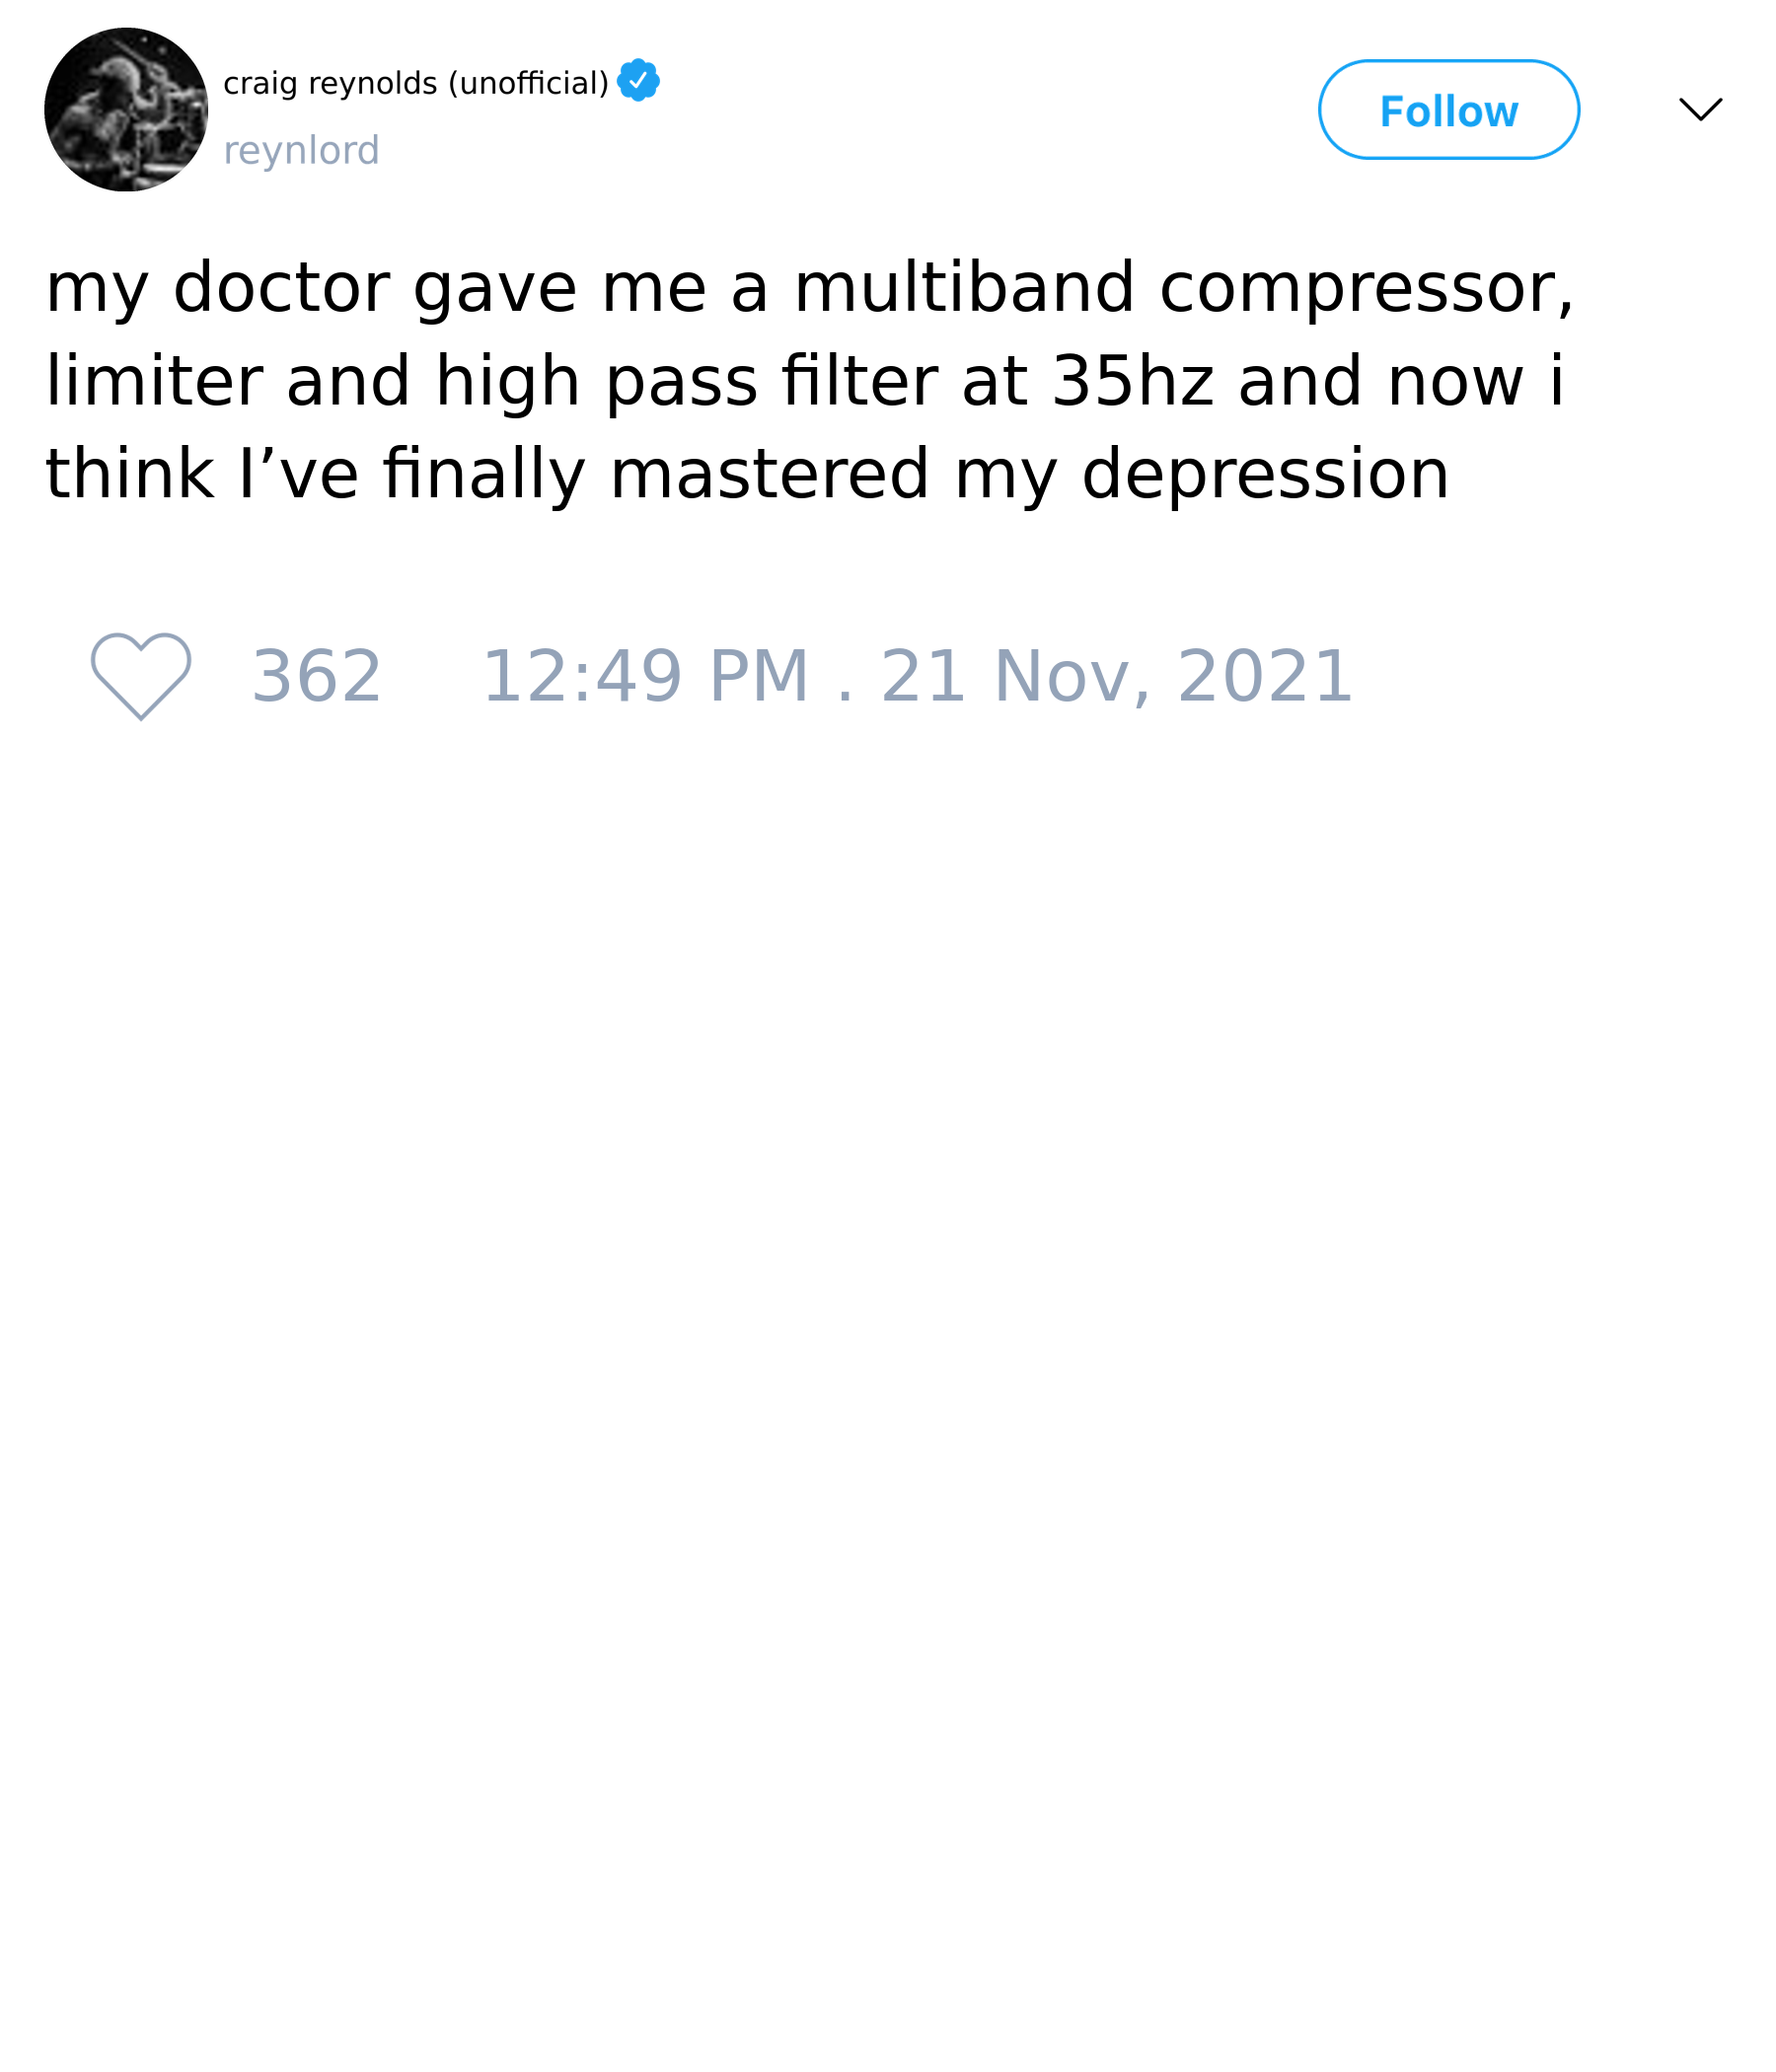 craig reynolds (unofficial)
reynlord
Follow
my doctor gave me a multiband compressor,
limiter and high pass filter at 35hz and now i
think I’ve finally mastered my depression
362 12:49 PM . 21 Nov, 2021